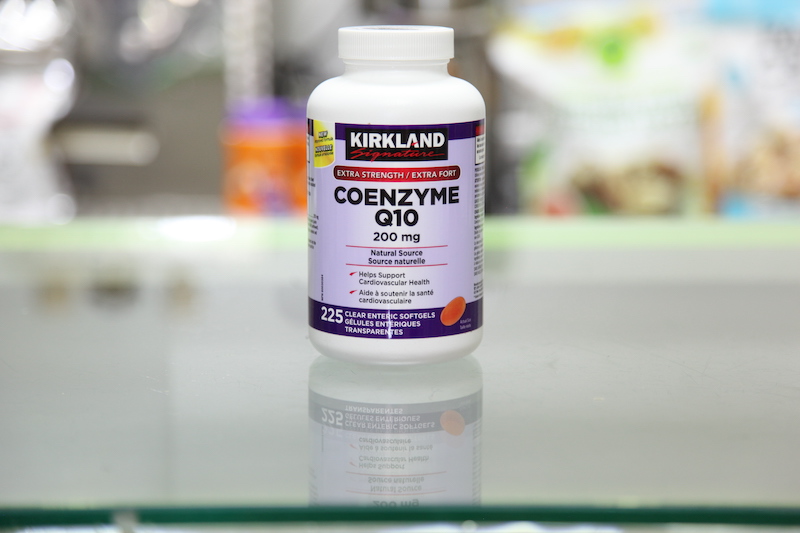 KIRKLAND
Signature
EXTRA STRENGTH / EXTRA FORT
COENZYME
Q10
200 mg
Natural Source
Source naturelle
Helps Support
Cardiovascular Health
Aide à soutenir la santé
cardiovasculaire
225 CLEAR ENTERIC SOFTGELS
GÉLULES ENTÉRIQUES
TRANSPARENTES